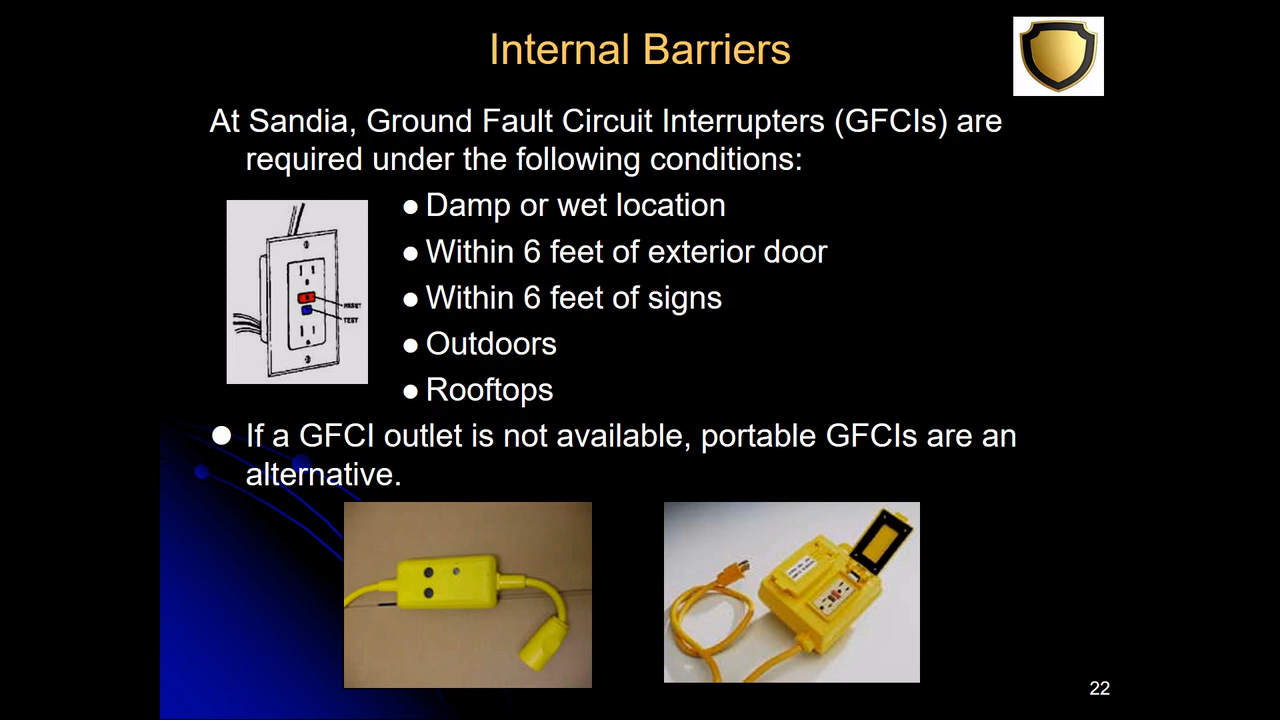 Internal Barriers
At Sandia, Ground Fault Circuit Interrupters (GFCIs) are
required under the following conditions:
● Damp or wet location
● Within 6 feet of exterior door
● Within 6 feet of signs
● Outdoors
● Rooftops
RESET
TEST
● If a GFCI outlet is not available, portable GFCIs are an
alternative.
22